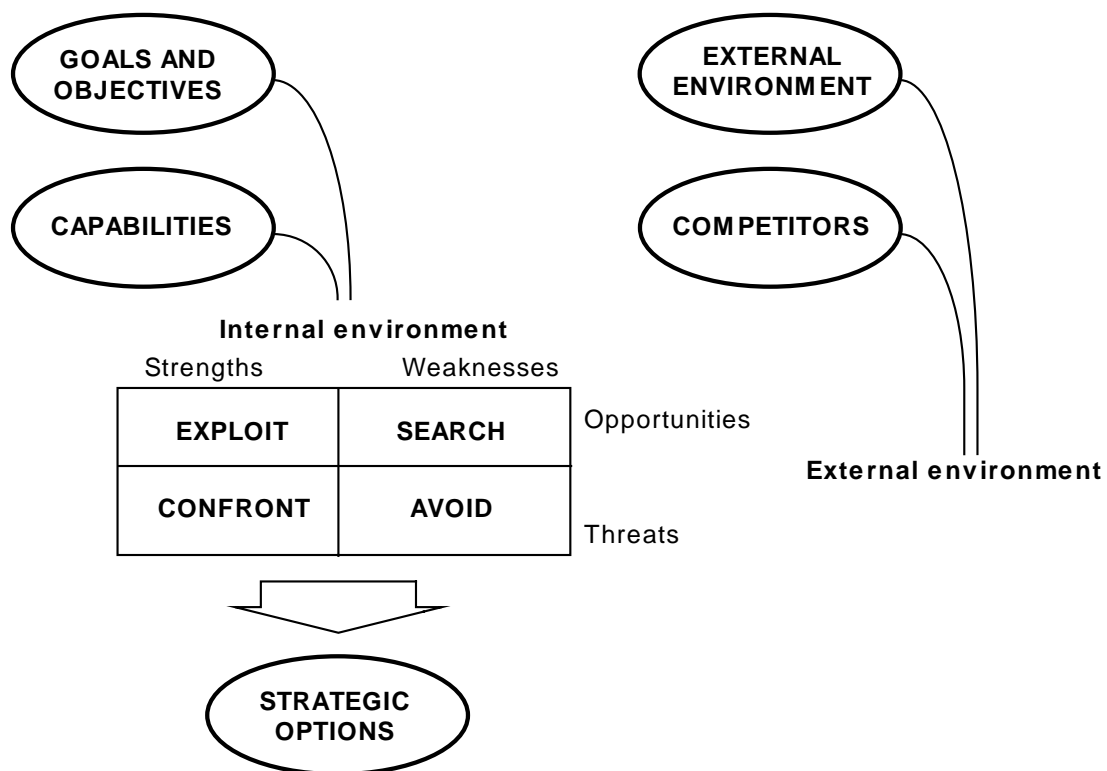 GOALS AND
OBJECTIVES
EXTERNAL
ENVIRONMENT
CAPABILITIES
COMPETITORS
Internal environment
Strengths
Weaknesses
EXPLOIT
SEARCH
Opportunities
External environment
CONFRONT
AVOID
Threats
STRATEGIC
OPTIONS